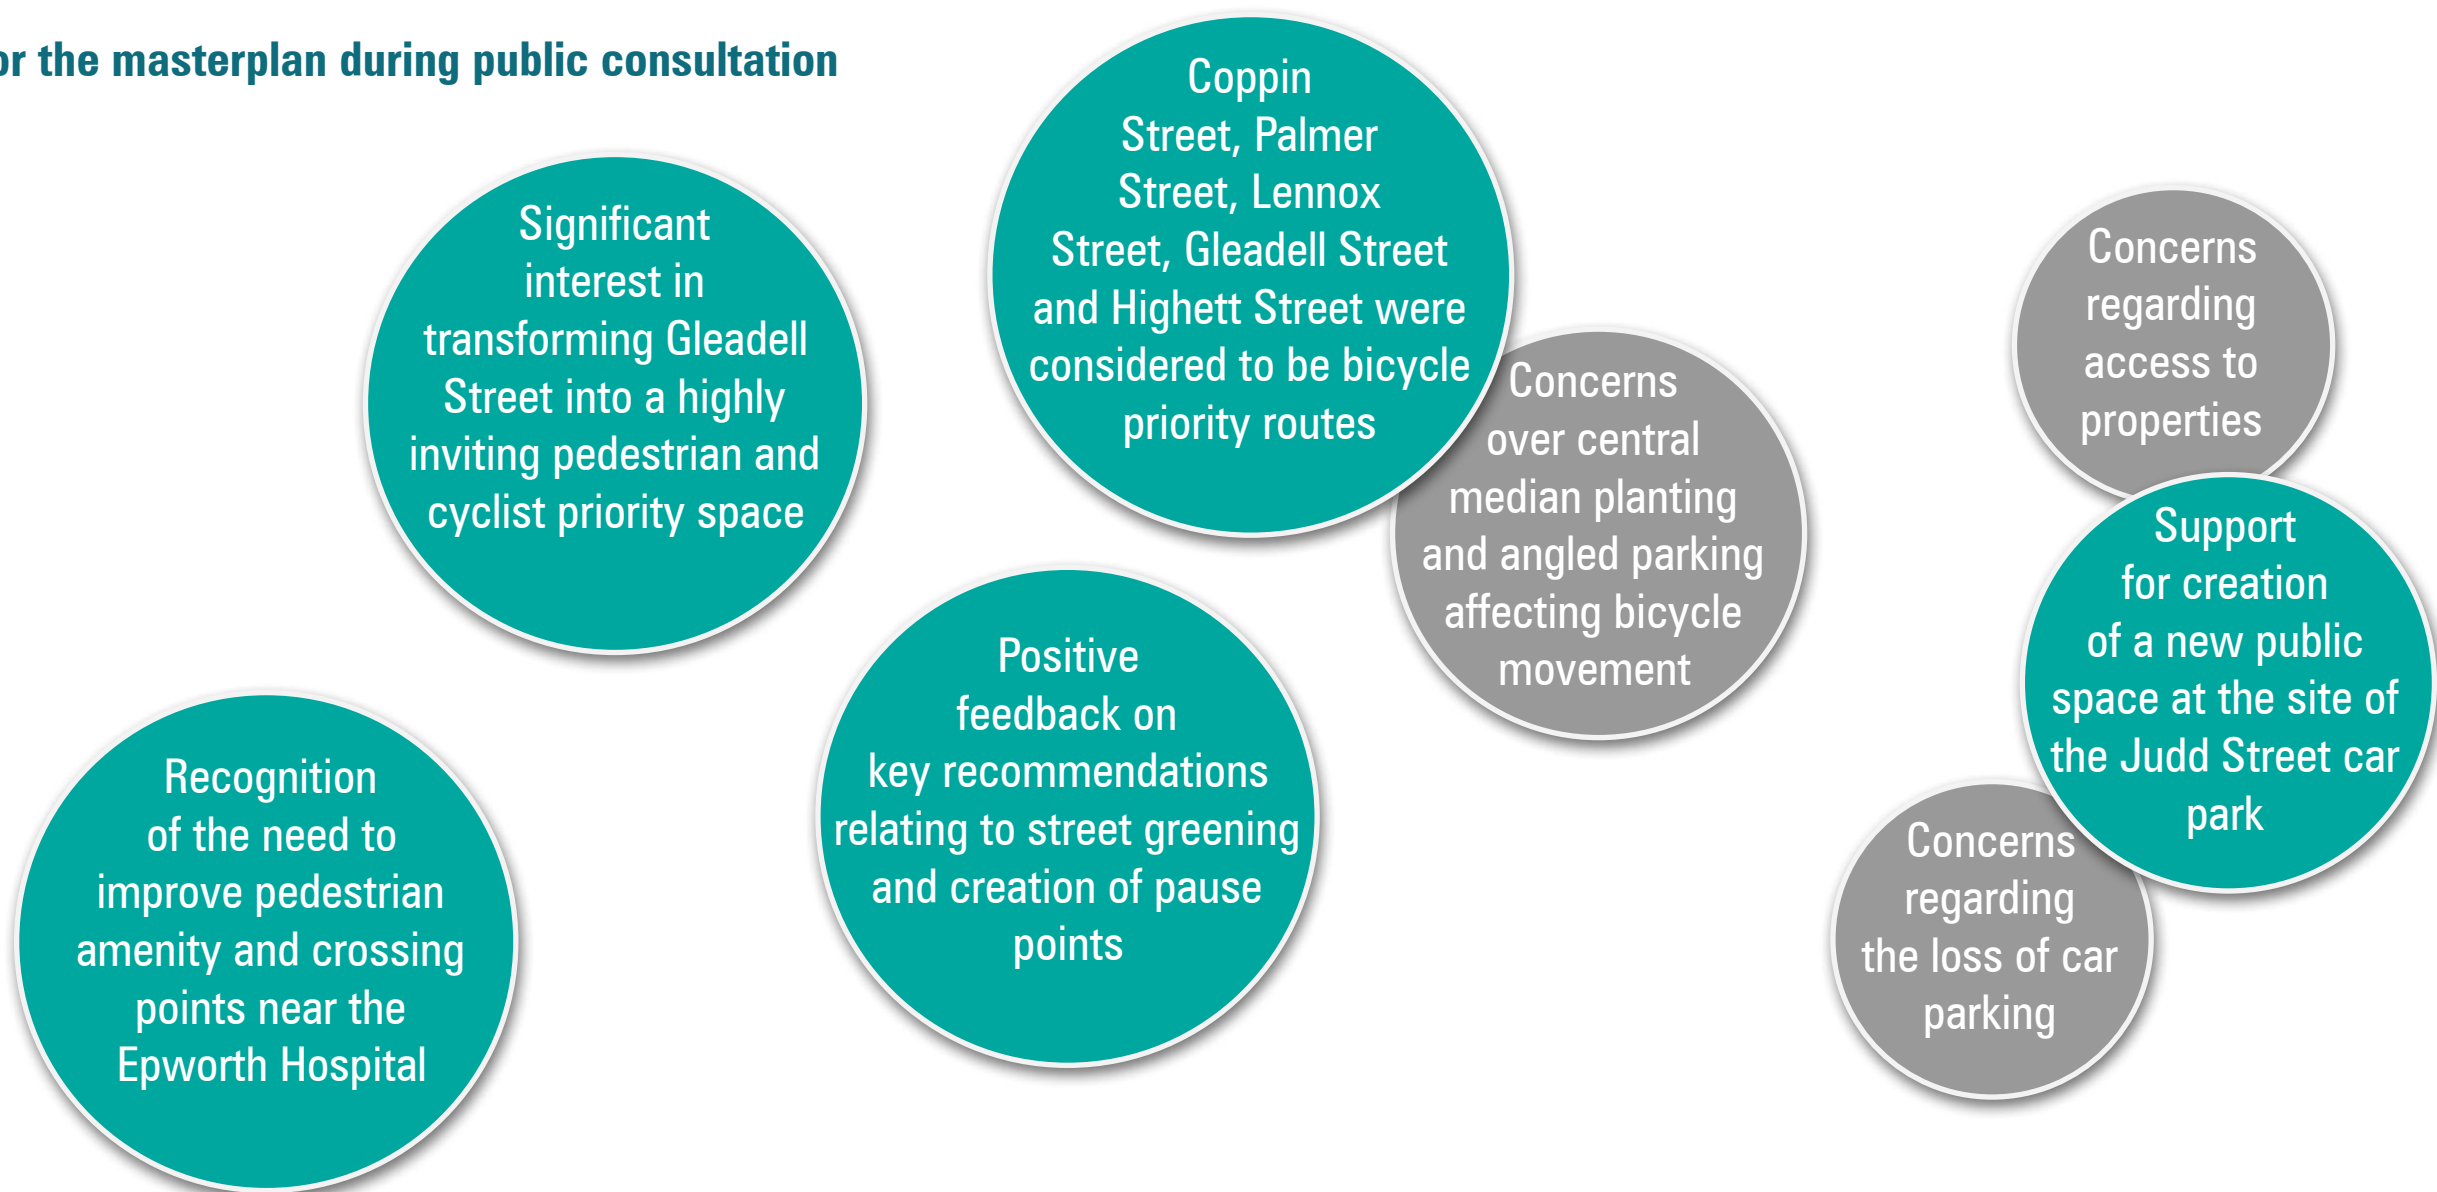 or the masterplan during public consultation
Significant
interest in
transforming Gleadell
Street into a highly
inviting pedestrian and
cyclist priority space
Coppin
Street, Palmer
Street, Lennox
Street, Gleadell Street
and Highett Street were
considered to be bicycle
priority routes
Concerns
over central
median planting
and angled parking
affecting bicycle
movement
Concerns
regarding
access to
properties
Support
for creation
of a new public
space at the site of
the Judd Street car
park
Concerns
regarding
the loss of car
parking
Positive
feedback on
key recommendations
relating to street greening
and creation of pause
points
Recognition
of the need to
improve pedestrian
amenity and crossing
points near the
Epworth Hospital